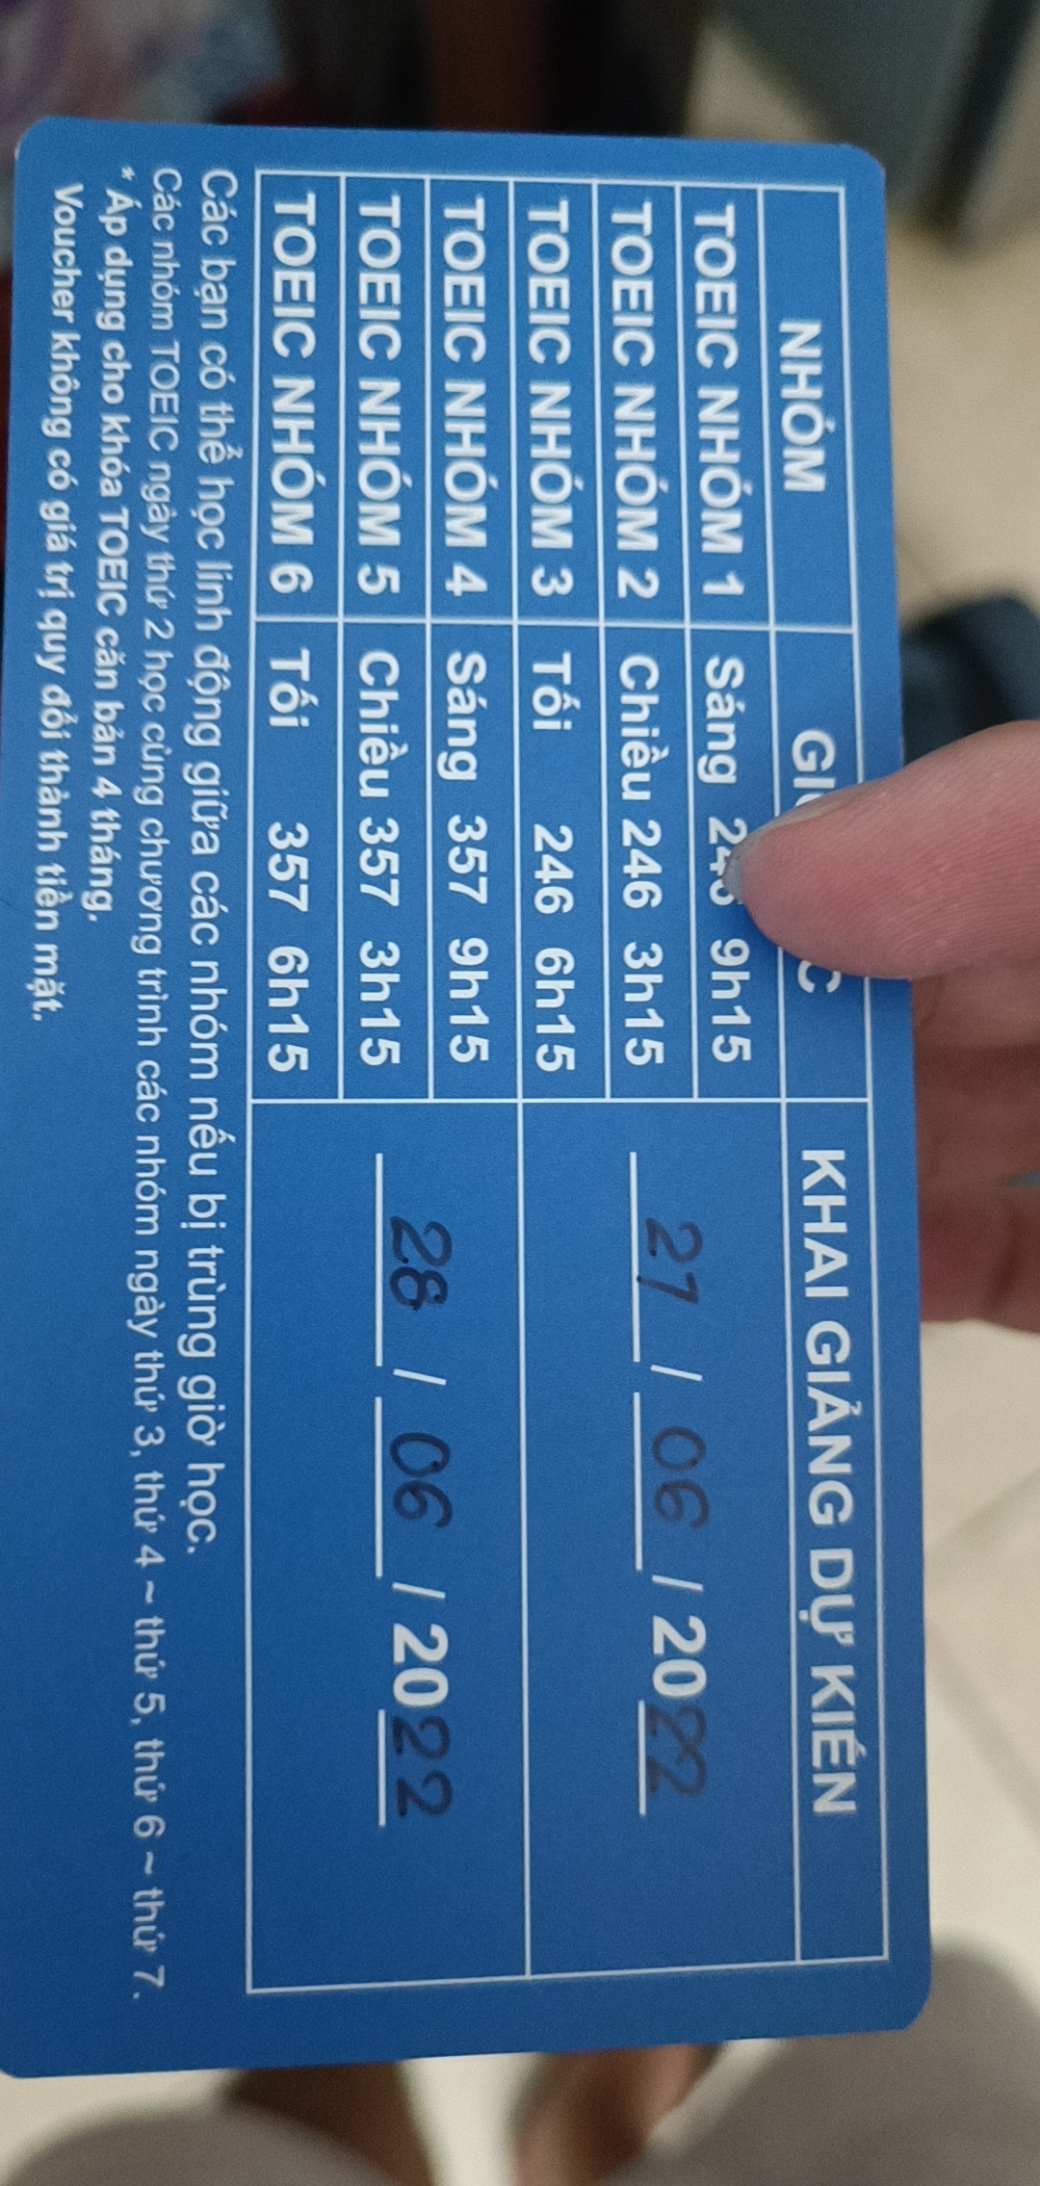 NHÓM KHAI GIẢNG DỰ KIẾN
TOEIC NHÓM 1 Sáng 9h15
TOEIC NHÓM 2 Chiều 246 3h15
27 / 06 / 2022
TOEIC NHÓM 3 Tối 246 6h15
TOEIC NHÓM 4 Sáng 357 9h15
TOEIC NHÓM 5 Chiều 357 3h15
28 / 06 / 2022
TOEIC NHÓM 6 Tối 357 6h15
Các bạn có thể học linh động giữa các nhóm nếu bị trùng giờ học.
Các nhóm TOEIC ngày thứ 2 học cùng chương trình các nhóm ngày thứ 3, thứ 4 ~ thứ 5, thứ 6 ~ thứ 7.
* Áp dụng cho khóa TOEIC căn bản 4 tháng.
Voucher không có giá trị quy đổi thành tiền mặt.